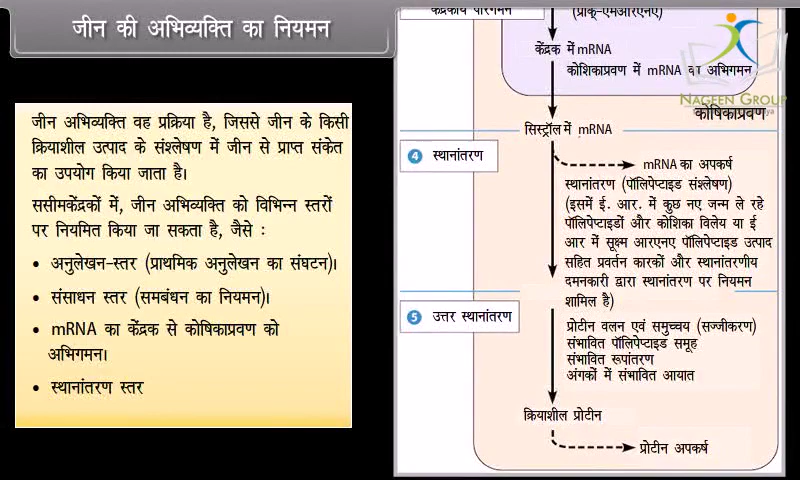 जीन की अभिव्यक्ति का नियमन
जीन अभिव्यक्ति वह प्रक्रिया है, जिससे जीन के किसी
क्रियाशील उत्पाद के संश्लेषण में जीन से प्राप्त संकेत
का उपयोग किया जाता है।
ससीमकेंद्रकों में, जीन अभिव्यक्ति को विभिन्न स्तरों
पर नियमित किया जा सकता है, जैसे :
• अनुलेखन-स्तर (प्राथमिक अनुलेखन का संघटन)।
• संसाधन स्तर (समबंधन का नियमन)।
• mRNA का केंद्रक से कोषिकाप्रवण को
अभिगमन।
• स्थानांतरण स्तर
(प्राक्-एमआरएनए)
केंद्रक में mRNA
कोशिकाप्रवण में mRNA का अभिगमन
NAGEEN GROUP
कोषिकाप्रवण
सिस्ट्रॉल में mRNA
4 स्थानांतरण
mRNA का अपकर्ष
स्थानांतरण (पॉलिपेप्टाइड संश्लेषण)
(इसमें ई. आर. में कुछ नए जन्म ले रहे
पॉलिपेप्टाइडों और कोशिका विलेय या ई
आर में सूक्ष्म आरएनए पॉलिपेप्टाइड उत्पाद
सहित प्रवर्तन कारकों और स्थानांतरणीय
दमनकारी द्वारा स्थानांतरण पर नियमन
शामिल है)
5 उत्तर स्थानांतरण
प्रोटीन वलन एवं समुच्चय (सज्जीकरण)
संभावित पॉलिपेप्टाइड समूह
संभावित रूपांतरण
अंगकों में संभावित आयात
क्रियाशील प्रोटीन
प्रोटीन अपकर्ष